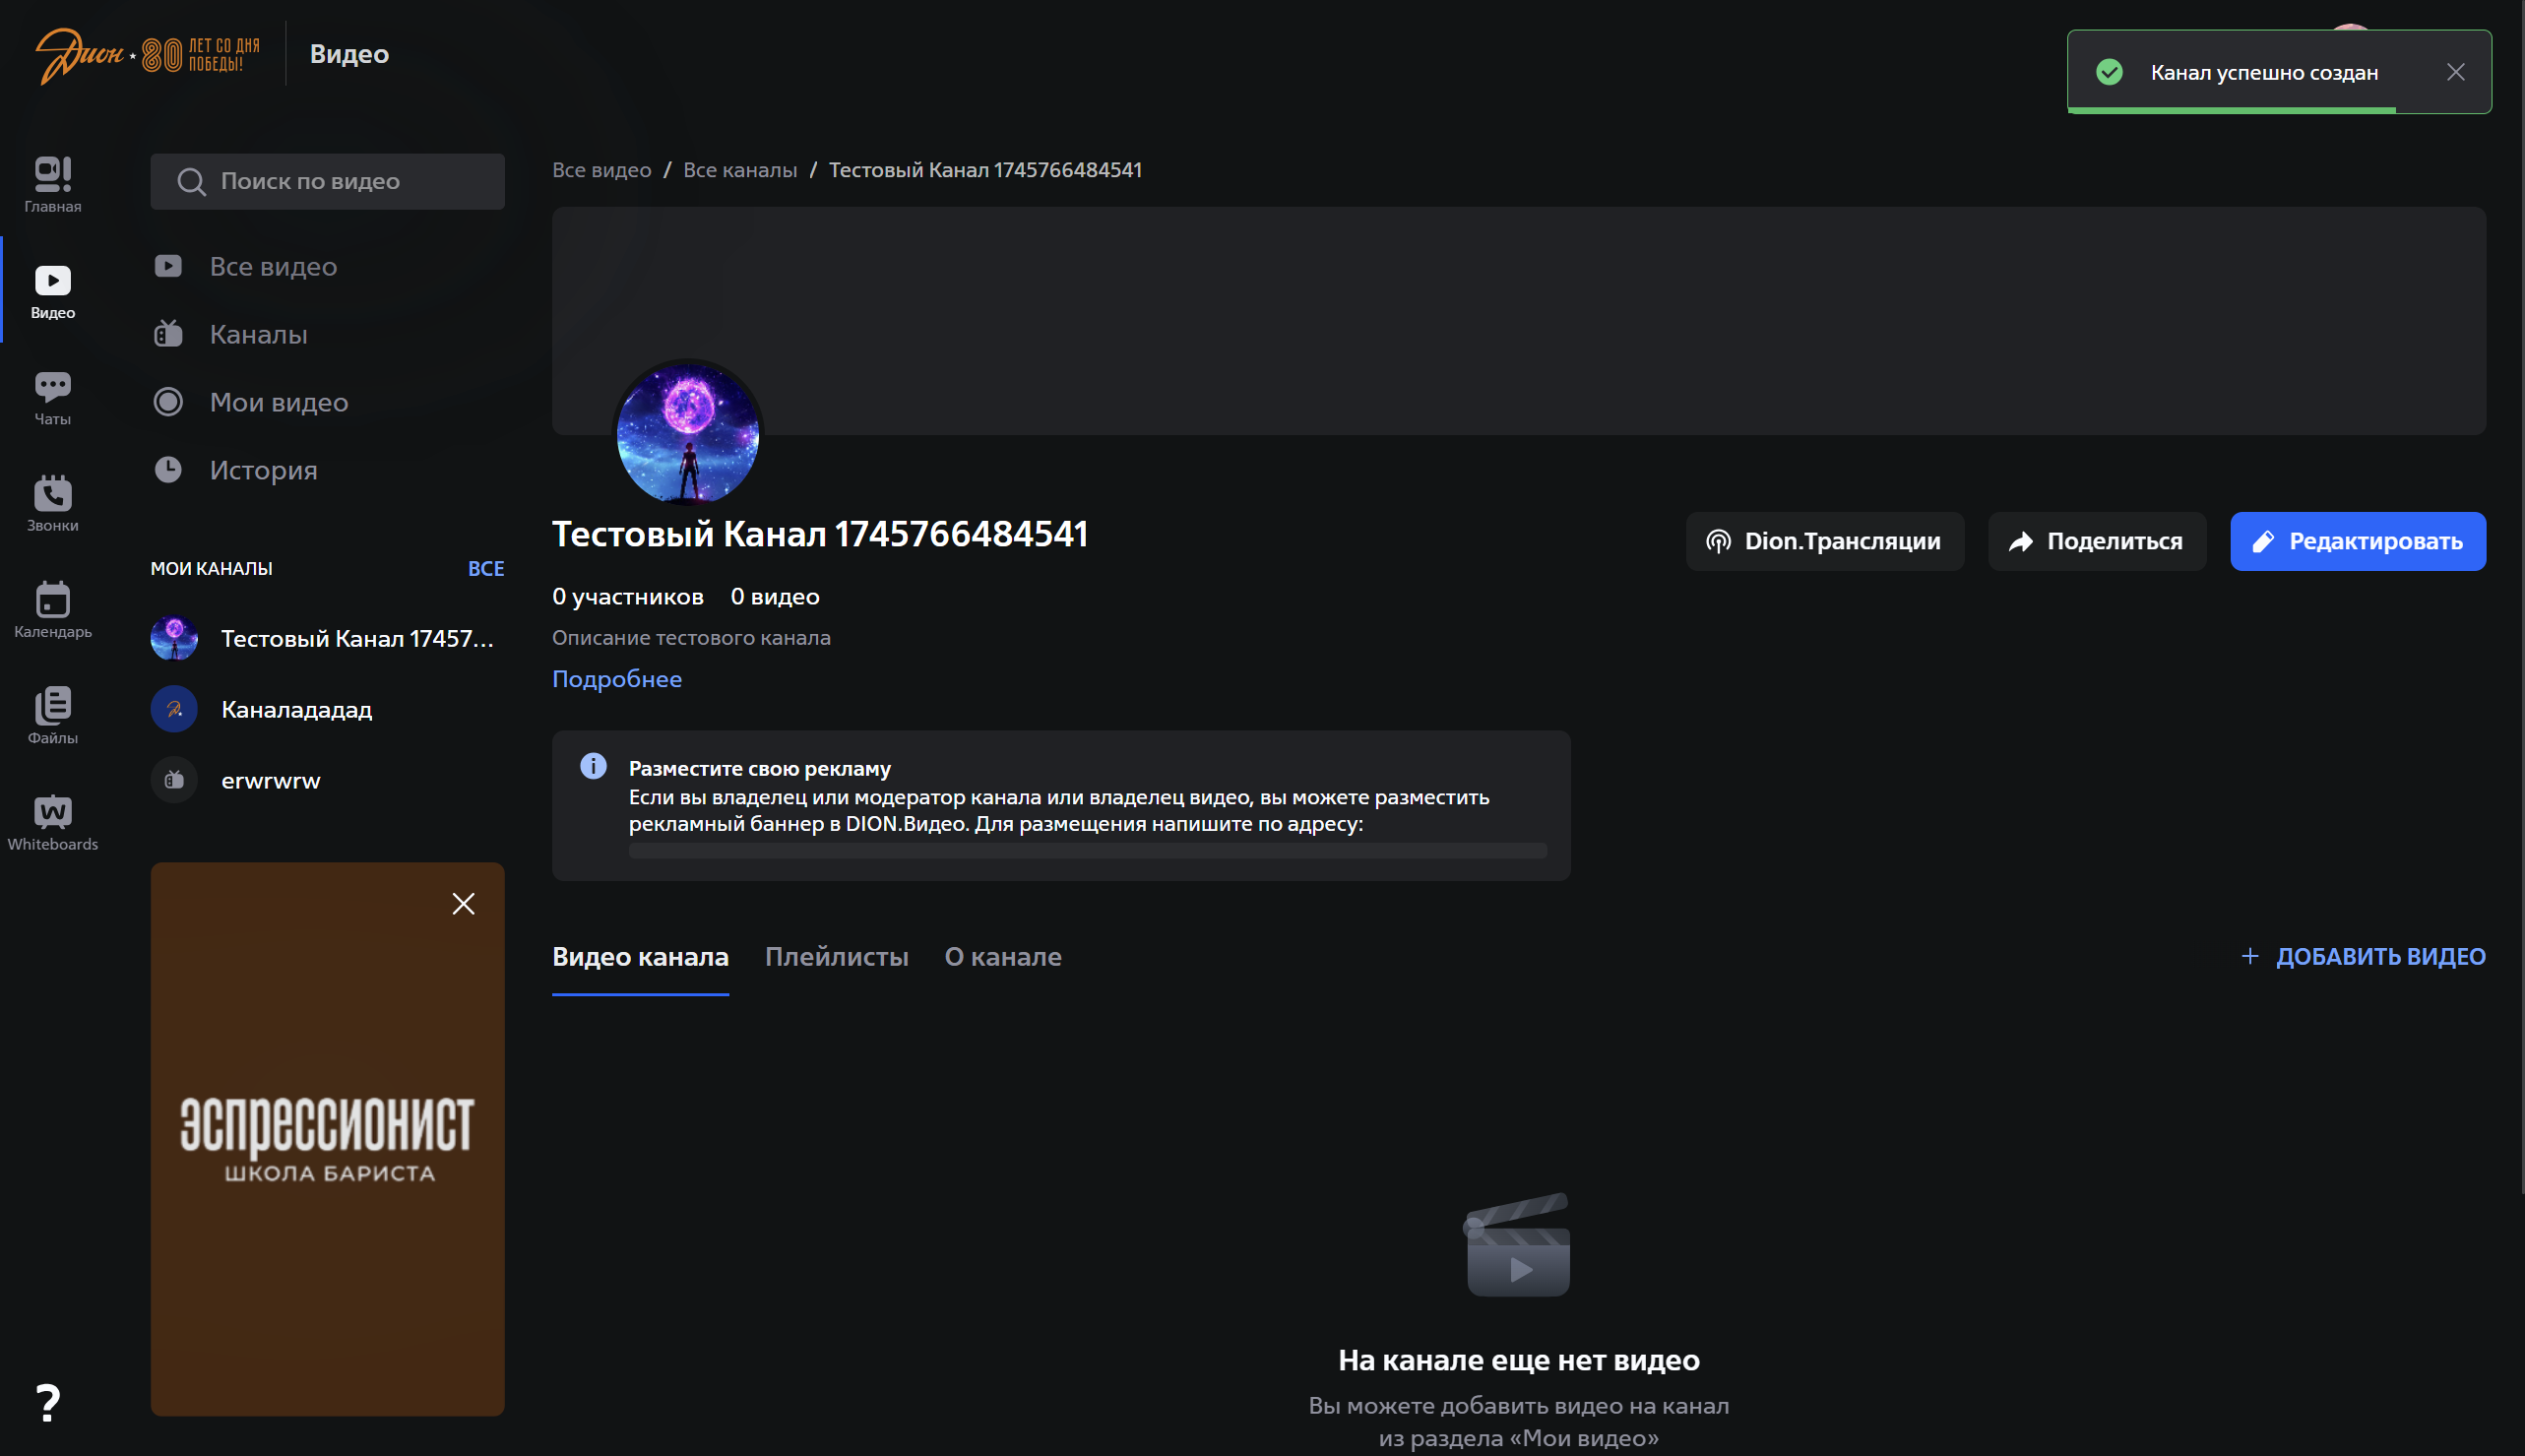 Дион
80 ЛЕТ СО ДНЯ
ПОБЕДЫ!
Видео
Канал успешно создан
Главная
Видео
Чаты
Звонки
Календарь
Файлы
Whiteboards
Поиск по видео
Все видео
Каналы
Мои видео
История
МОИ КАНАЛЫ ВСЕ
Тестовый Канал 17457...
Каналададад
erwrwrw
ЭСПРЕССИОНИСТ
ШКОЛА БАРИСТА
Все видео / Все каналы / Тестовый Канал 1745766484541
Тестовый Канал 1745766484541
Dion.Трансляции
Поделиться
Редактировать
0 участников 0 видео
Описание тестового канала
Подробнее
Разместите свою рекламу
Если вы владелец или модератор канала или владелец видео, вы можете разместить
рекламный баннер в DION.Видео. Для размещения напишите по адресу:
Видео канала Плейлисты О канале
+ ДОБАВИТЬ ВИДЕО
На канале еще нет видео
Вы можете добавить видео на канал
из раздела «Мои видео»
?